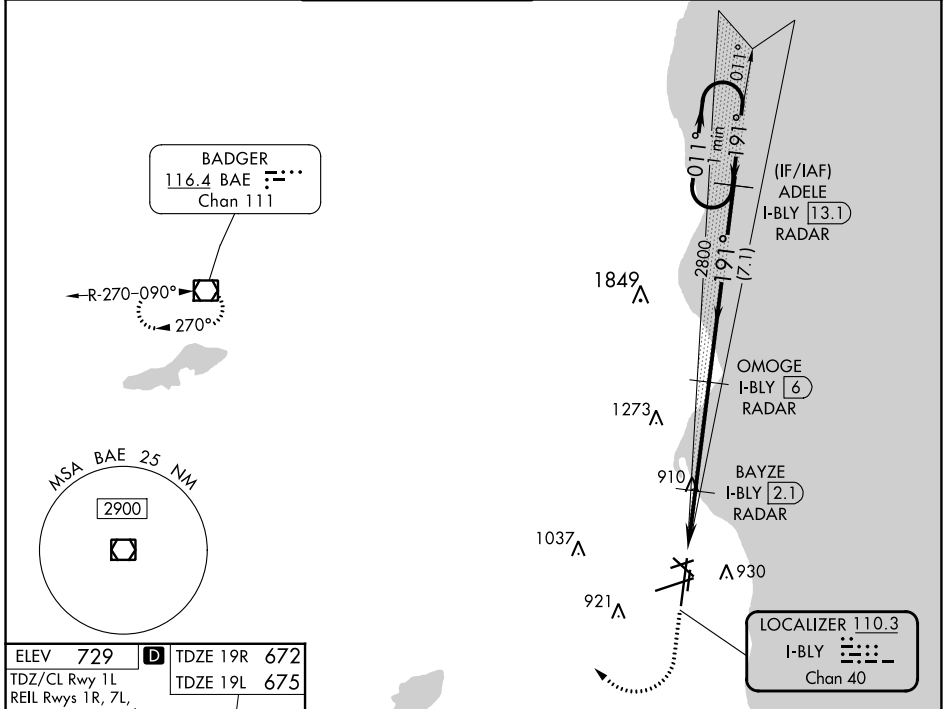 BADGER
116.4 BAE
Chan 111
R-270-090°
270°
MSA BAE 25 NM
2900
011°
191°
011°
1 min
(IF/IAF)
ADELE
I-BLY 13.1
RADAR
2800
191°
(7.1)
1849
OMOGE
I-BLY 6
RADAR
1273
910
BAYZE
I-BLY 2.1
RADAR
1037
930
921
LOCALIZER 110.3
I-BLY
Chan 40
ELEV 729 D TDZE 19R 672
TDZE 19L 675
TDZ/CL Rwy 1L
REIL Rwys 1R, 7L,